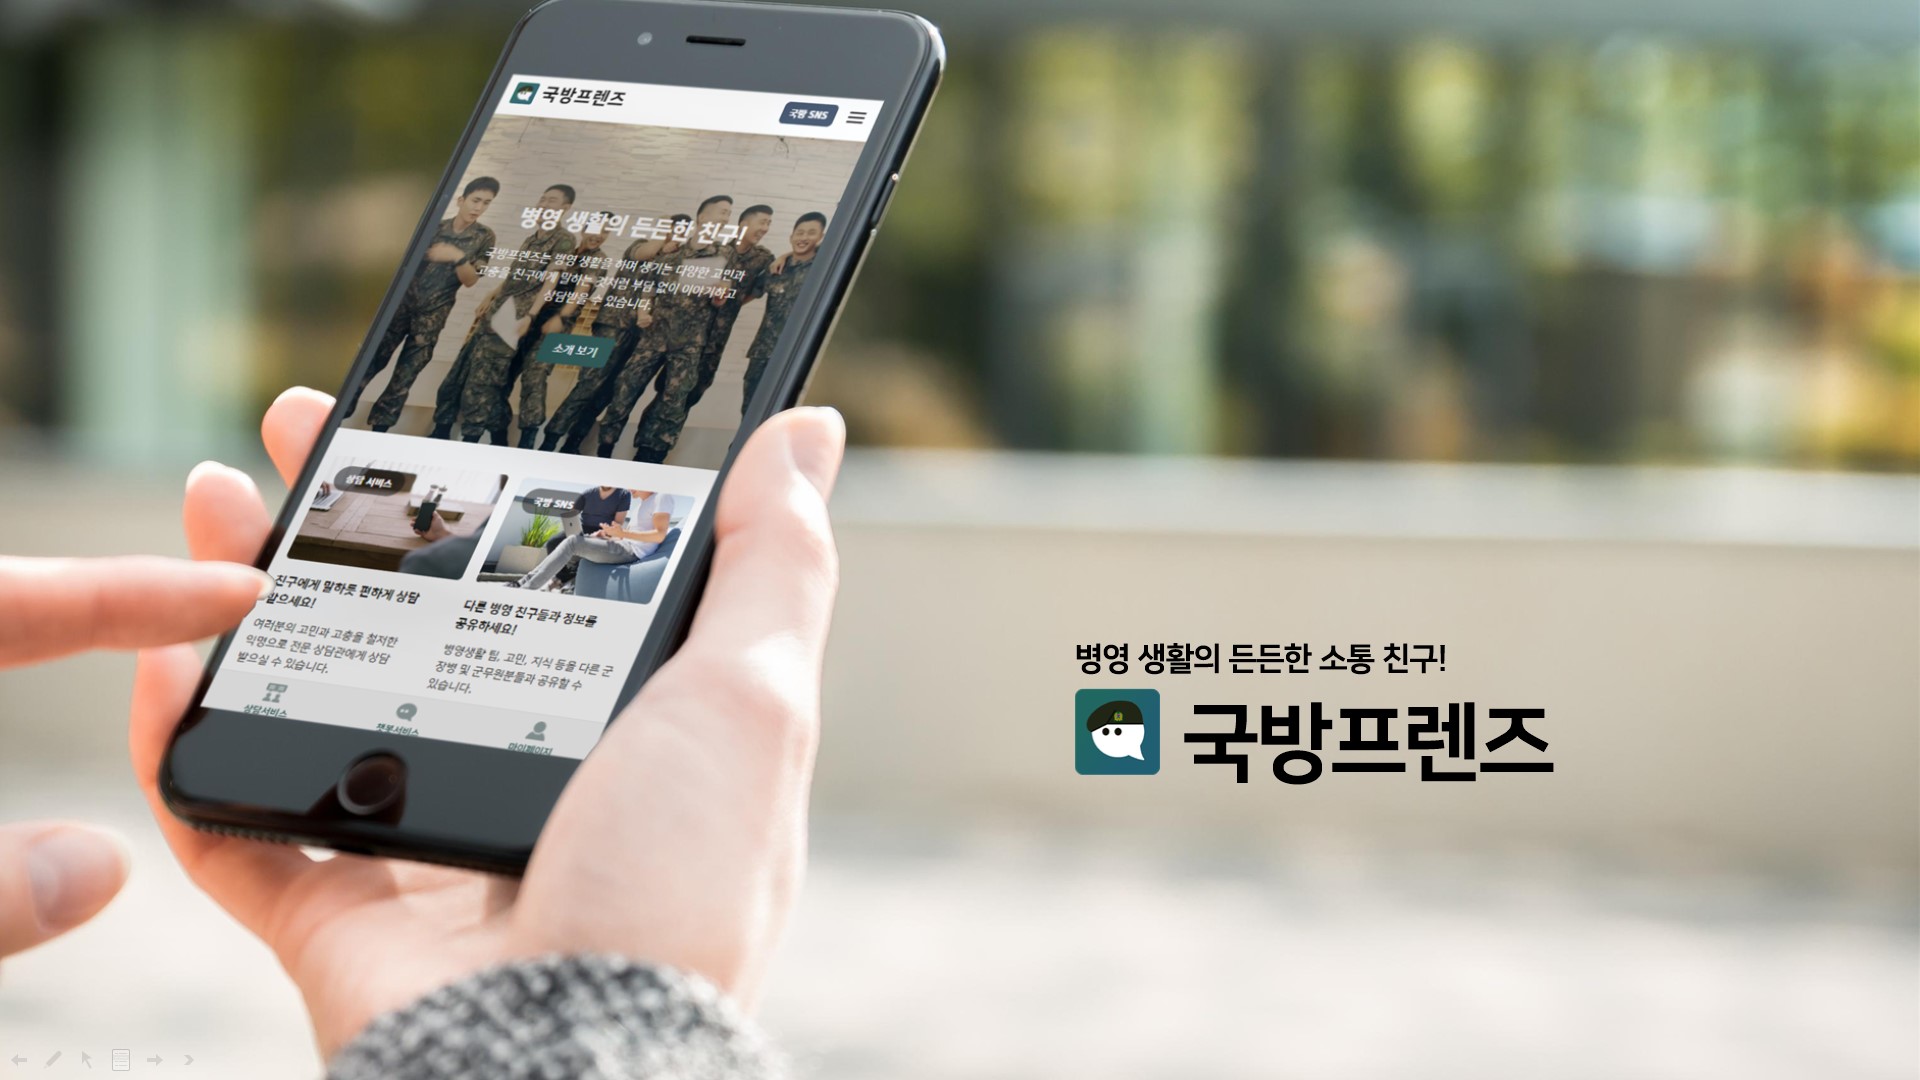 국방프렌즈
국방 SNS
병영 생활의 든든한 친구!
국방프렌즈는 병영 생활을 하며 생기는 다양한 고민과
고충을 친구에게 말하는 것처럼 부담 없이 이야기하고
상담받을 수 있습니다.
소개 보기
상담 서비스
친구에게 말하듯 편하게 상담
받으세요!
여러분의 고민과 고충을 철저한
익명으로 전문 상담관에게 상담
받으실 수 있습니다.
국방 SNS
다른 병영 친구들과 정보를
공유하세요!
병영생활 팁, 고민, 지식 등을 다른 군
장병 및 군무원분들과 공유할 수
있습니다.
상담서비스
챗봇서비스
마이페이지
병영 생활의 든든한 소통 친구!
국방프렌즈